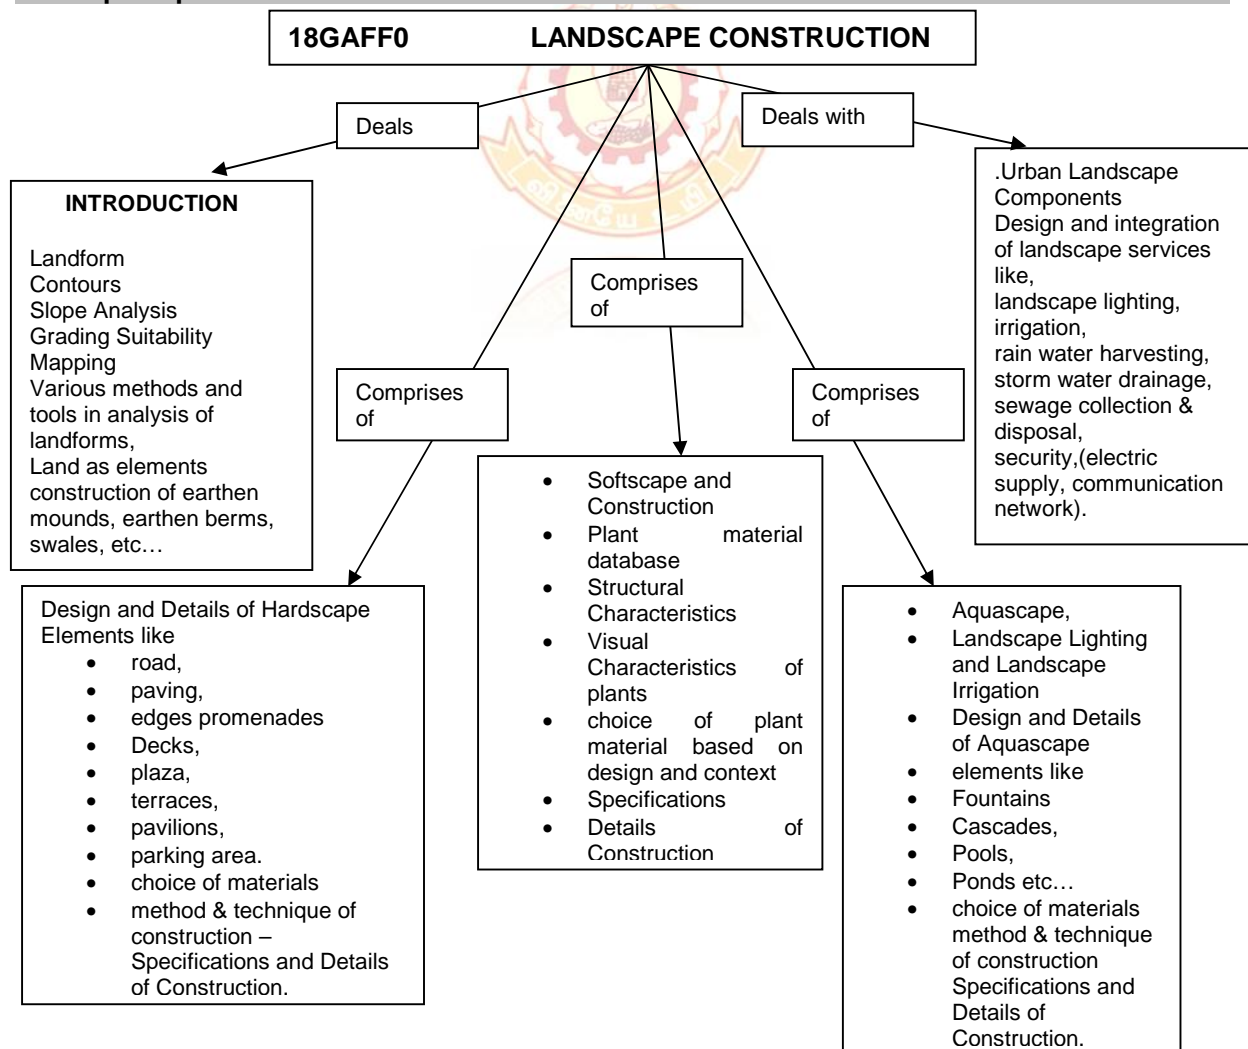 18GAFF0 LANDSCAPE CONSTRUCTION
Deals
Deals with
INTRODUCTION
Landform
Contours
Slope Analysis
Grading Suitability
Mapping
Various methods and
tools in analysis of
landforms,
Land as elements
construction of earthen
mounds, earthen berms,
swales, etc…
.Urban Landscape
Components
Design and integration
of landscape services
like,
landscape lighting,
irrigation,
rain water harvesting,
storm water drainage,
sewage collection &
disposal,
security,(electric
supply, communication
network).
Comprises
of
Comprises
of
Comprises
of
Design and Details of Hardscape
Elements like
• road,
• paving,
• edges promenades
• Decks,
• plaza,
• terraces,
• pavilions,
• parking area.
• choice of materials
• method & technique of
construction –
Specifications and Details
of Construction.
• Softscape and
Construction
• Plant material
database
• Structural
Characteristics
• Visual
Characteristics of
plants
• choice of plant
material based on
design and context
• Specifications
• Details of
Construction
• Aquascape,
• Landscape Lighting
and Landscape
Irrigation
• Design and Details
of Aquascape
• elements like
• Fountains
• Cascades,
• Pools,
• Ponds etc…
• choice of materials
method & technique
of construction
Specifications and
Details of
Construction.